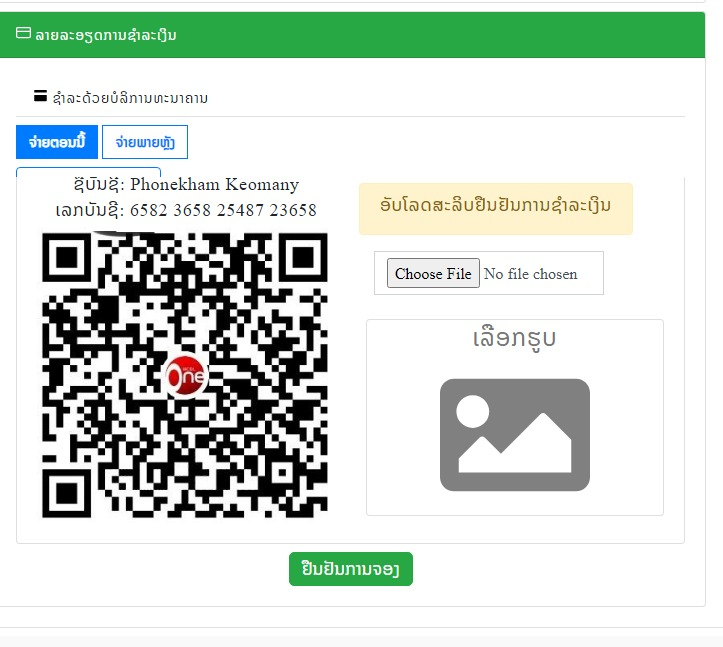 ລາຍລະອຽດການຊຳລະເງິນ
ຊຳລະດ້ວຍບໍລິການທະນາຄານ
ຈ່າຍຕອນນີ້ ຈ່າຍພາຍຫຼັງ
ຊື່ບັນຊີ: Phonekham Keomany
ເລກບັນຊີ: 6582 3658 25487 23658
One
ອັບໂລດສະລິບຢືນຢັນການຊຳລະເງິນ
Choose File No file chosen
ເລືອກຮູບ
ຢືນຢັນການຈອງ